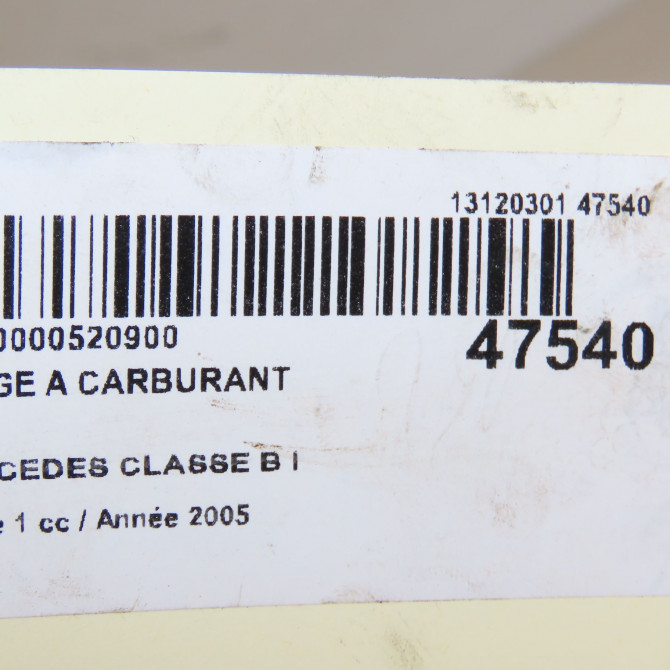 13120301 47540
0000520900
47540
GE A CARBURANT
CEDES CLASSE B I
e 1 cc / Année 2005